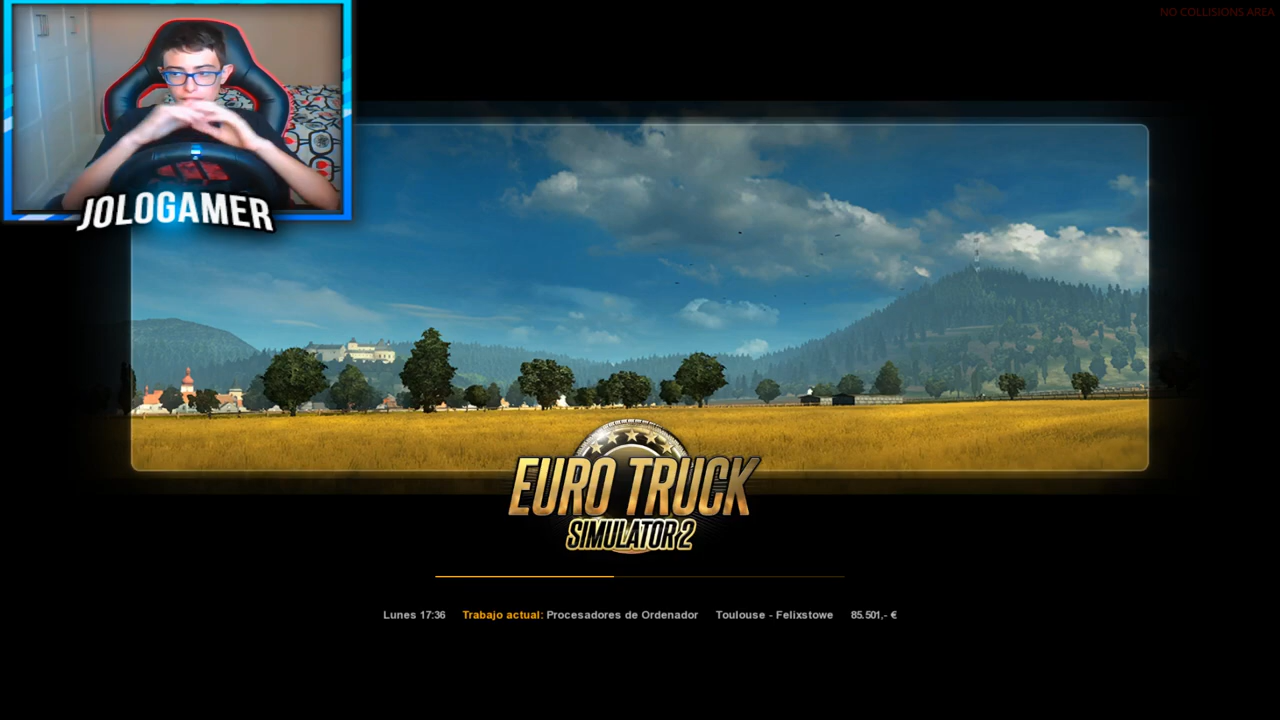 NO COLLISIONS AREA
JOLOGAMER
EURO TRUCK
SIMULATOR 2
Lunes 17:36 Trabajo actual: Procesadores de Ordenador Toulouse - Felixstowe 85.501,- €